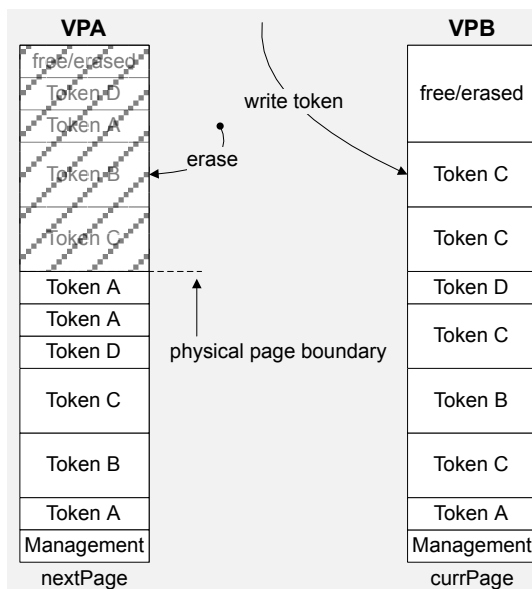 VPA
free/erased
Token D
Token A
Token B
Token C
Token A
Token A
Token D
Token C
Token B
Token A
Management
nextPage
write token
erase
physical page boundary
VPB
free/erased
Token C
Token C
Token D
Token C
Token B
Token C
Token A
Management
currPage